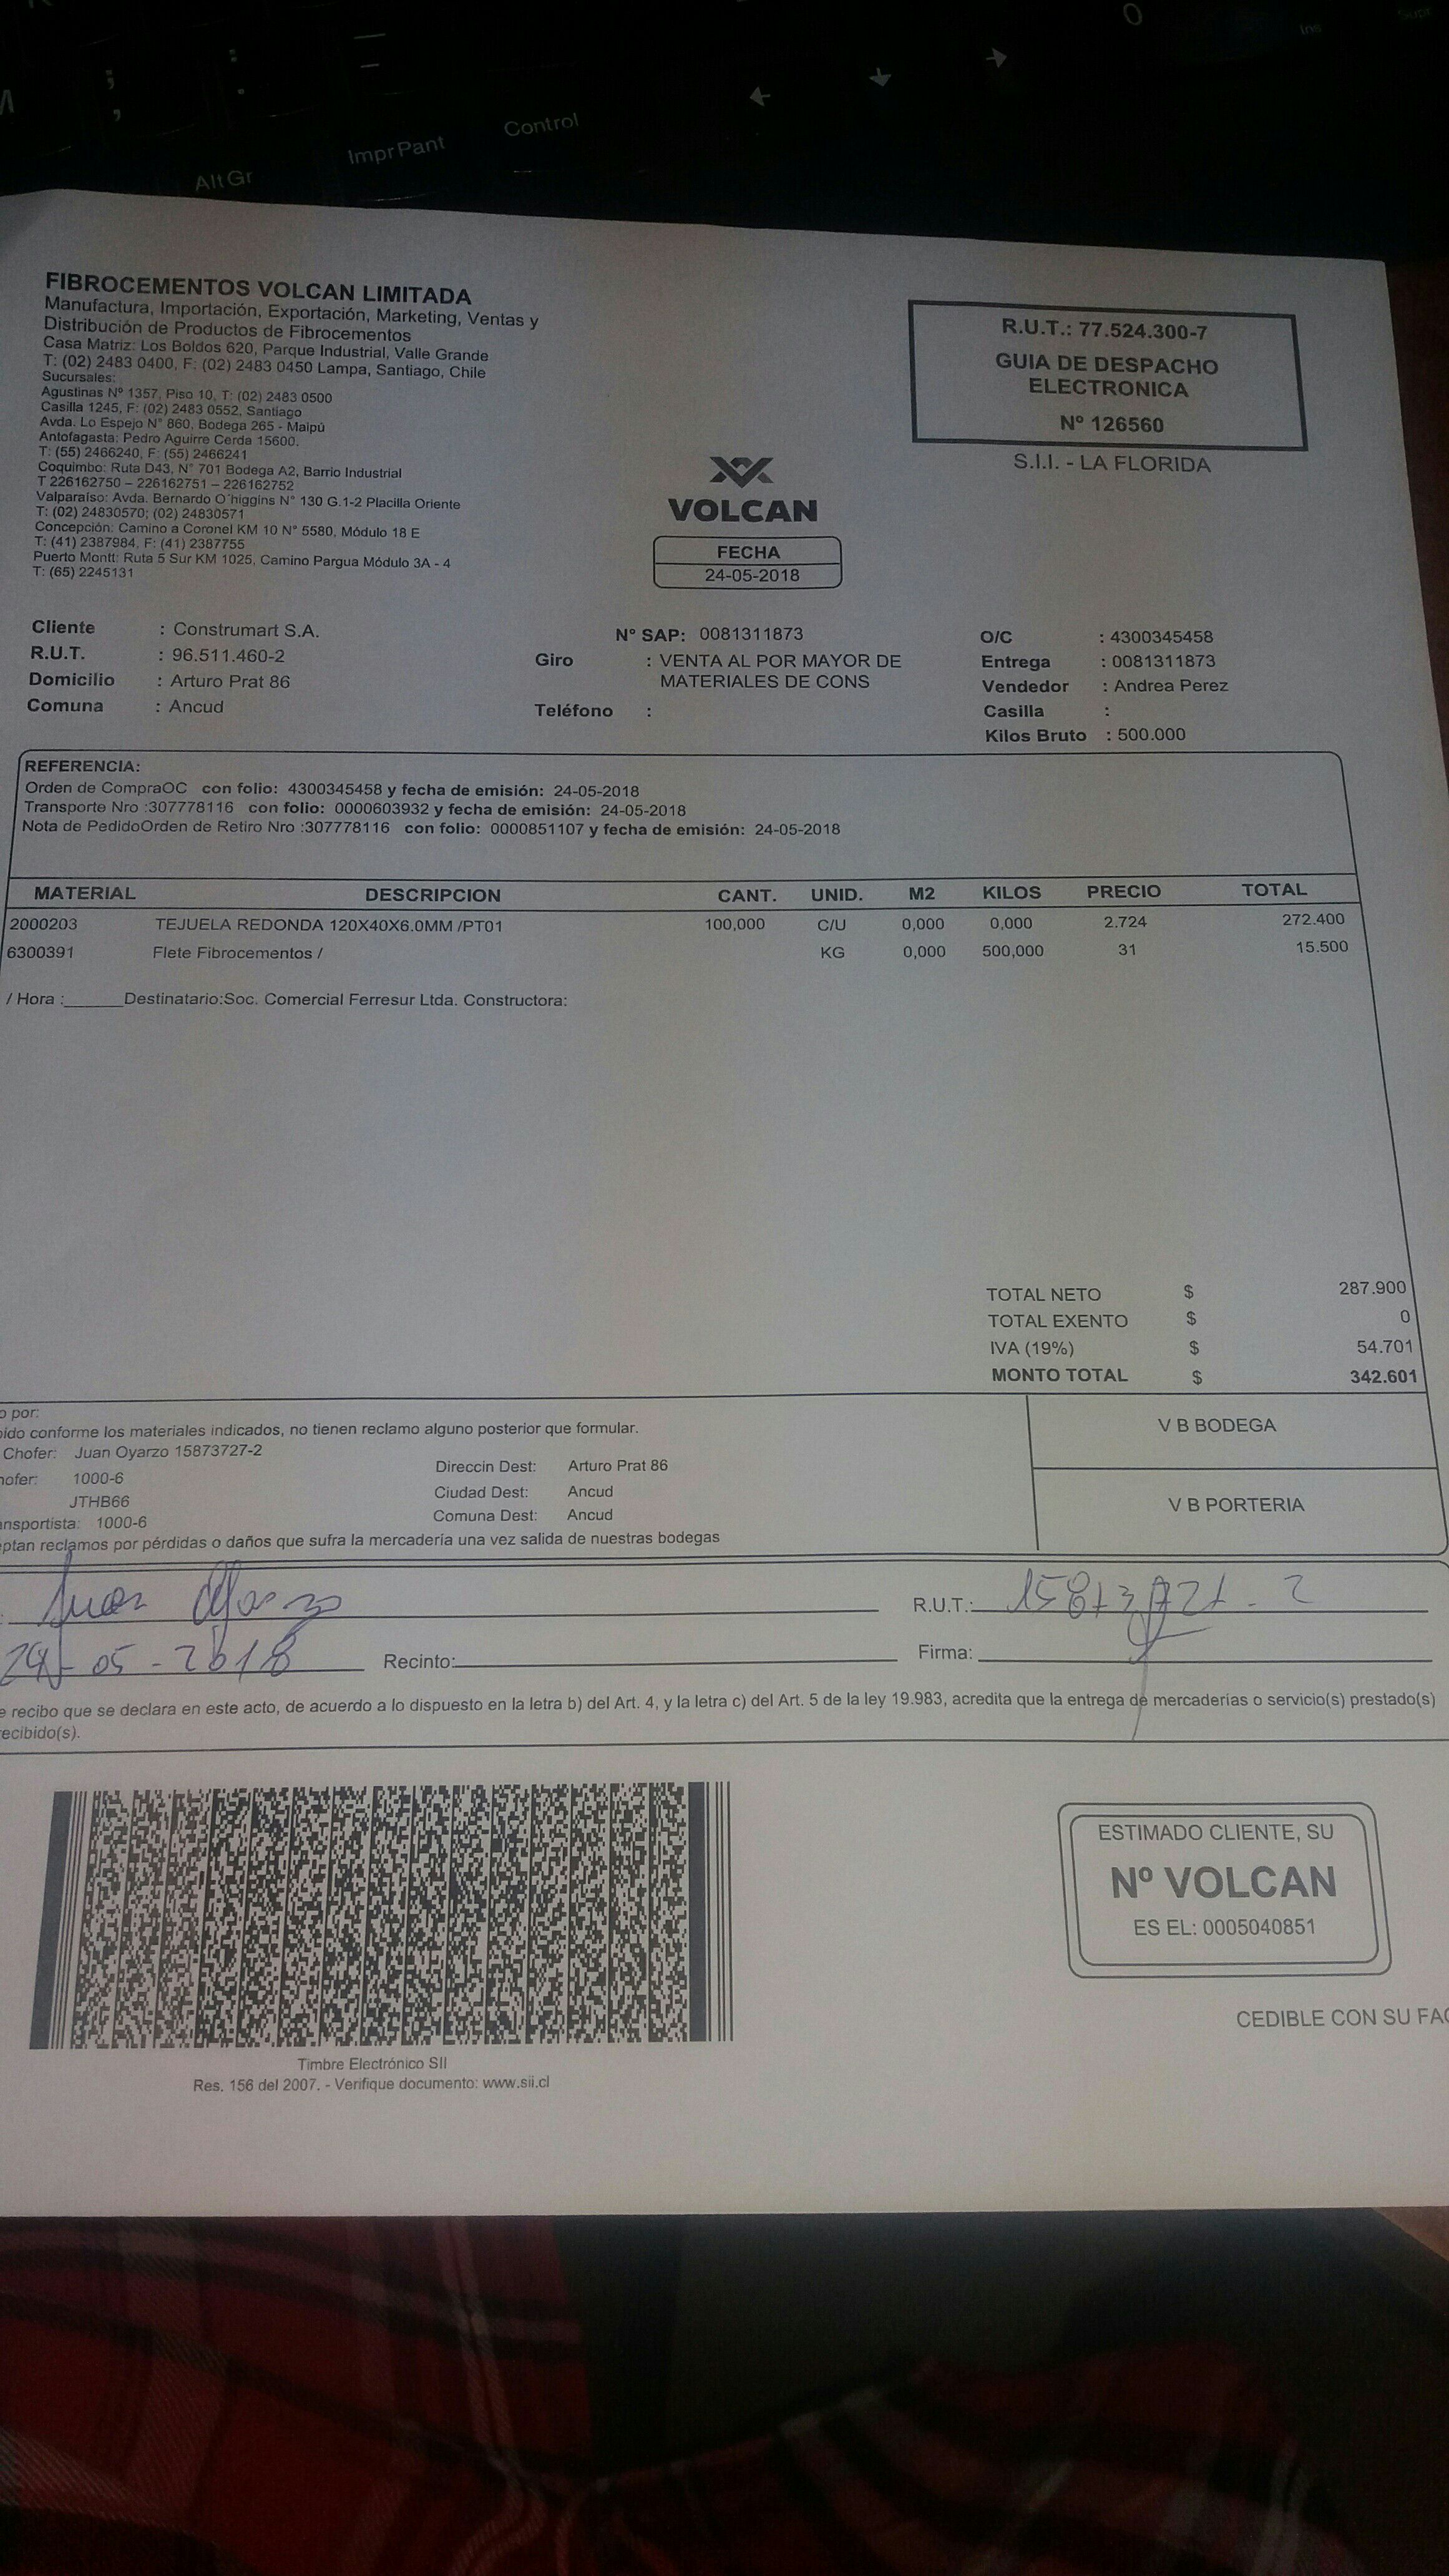 Ins
Supr
AltGr
ImprPant
Control
FIBROCEMENTOS VOLCAN LIMITADA
Manufactura, Importación, Exportación, Marketing, Ventas y
Distribución de Productos de Fibrocementos
Casa Matriz: Los Boldos 620, Parque Industrial, Valle Grande
T: (02) 2483 0400, F: (02) 2483 0450 Lampa, Santiago, Chile
Sucursales:
Agustinas Nº 1357, Piso 10, T: (02) 2483 0500
Casilla 1245, F: (02) 2483 0552, Santiago
Avda. Lo Espejo N° 860, Bodega 265 - Maipú
Antofagasta: Pedro Aguirre Cerda 15600.
T: (55) 2466240, F: (55) 2466241
Coquimbo: Ruta D43, N° 701 Bodega A2, Barrio Industrial
T 226162750 – 226162751 – 226162752
Valparaíso: Avda. Bernardo O´higgins N° 130 G.1-2 Placilla Oriente
T: (02) 24830570; (02) 24830571
Concepción: Camino a Coronel KM 10 N° 5580, Módulo 18 E
T: (41) 2387984, F: (41) 2387755
Puerto Montt: Ruta 5 Sur KM 1025, Camino Pargua Módulo 3A - 4
T: (65) 2245131
R.U.T.: 77.524.300-7
GUIA DE DESPACHO
ELECTRONICA
Nº 126560
S.I.I. - LA FLORIDA
VOLCAN
FECHA
24-05-2018
Cliente : Construmart S.A.
R.U.T. : 96.511.460-2
Domicilio : Arturo Prat 86
Comuna : Ancud
Nº SAP: 0081311873
Giro : VENTA AL POR MAYOR DE
MATERIALES DE CONS
Teléfono :
O/C : 4300345458
Entrega : 0081311873
Vendedor : Andrea Perez
Casilla :
Kilos Bruto : 500.000
REFERENCIA:
Orden de CompraOC con folio: 4300345458 y fecha de emisión: 24-05-2018
Transporte Nro :307778116 con folio: 0000603932 y fecha de emisión: 24-05-2018
Nota de PedidoOrden de Retiro Nro :307778116 con folio: 0000851107 y fecha de emisión: 24-05-2018
MATERIAL DESCRIPCION CANT. UNID. M2 KILOS PRECIO TOTAL
2000203 TEJUELA REDONDA 120X40X6.0MM /PT01 100,000 C/U 0,000 0,000 2.724 272.400
6300391 Flete Fibrocementos / KG 0,000 500,000 31 15.500
/ Hora :______Destinatario:Soc. Comercial Ferresur Ltda. Constructora:
TOTAL NETO $ 287.900
TOTAL EXENTO $ 0
IVA (19%) $ 54.701
MONTO TOTAL $ 342.601
o por:
bido conforme los materiales indicados, no tienen reclamo alguno posterior que formular.
Chofer: Juan Oyarzo 15873727-2
hofer: 1000-6
JTHB66
ansportista: 1000-6
Direccin Dest: Arturo Prat 86
Ciudad Dest: Ancud
Comuna Dest: Ancud
eptan reclamos por pérdidas o daños que sufra la mercadería una vez salida de nuestras bodegas
V B BODEGA
V B PORTERIA
Juan Oyarzo
R.U.T.: 15873727-2
24-05-2018 Recinto:
Firma:
e recibo que se declara en este acto, de acuerdo a lo dispuesto en la letra b) del Art. 4, y la letra c) del Art. 5 de la ley 19.983, acredita que la entrega de mercaderías o servicio(s) prestado(s)
ecibido(s).
Timbre Electrónico SII
Res. 156 del 2007. - Verifique documento: www.sii.cl
ESTIMADO CLIENTE, SU
Nº VOLCAN
ES EL: 0005040851
CEDIBLE CON SU FAC